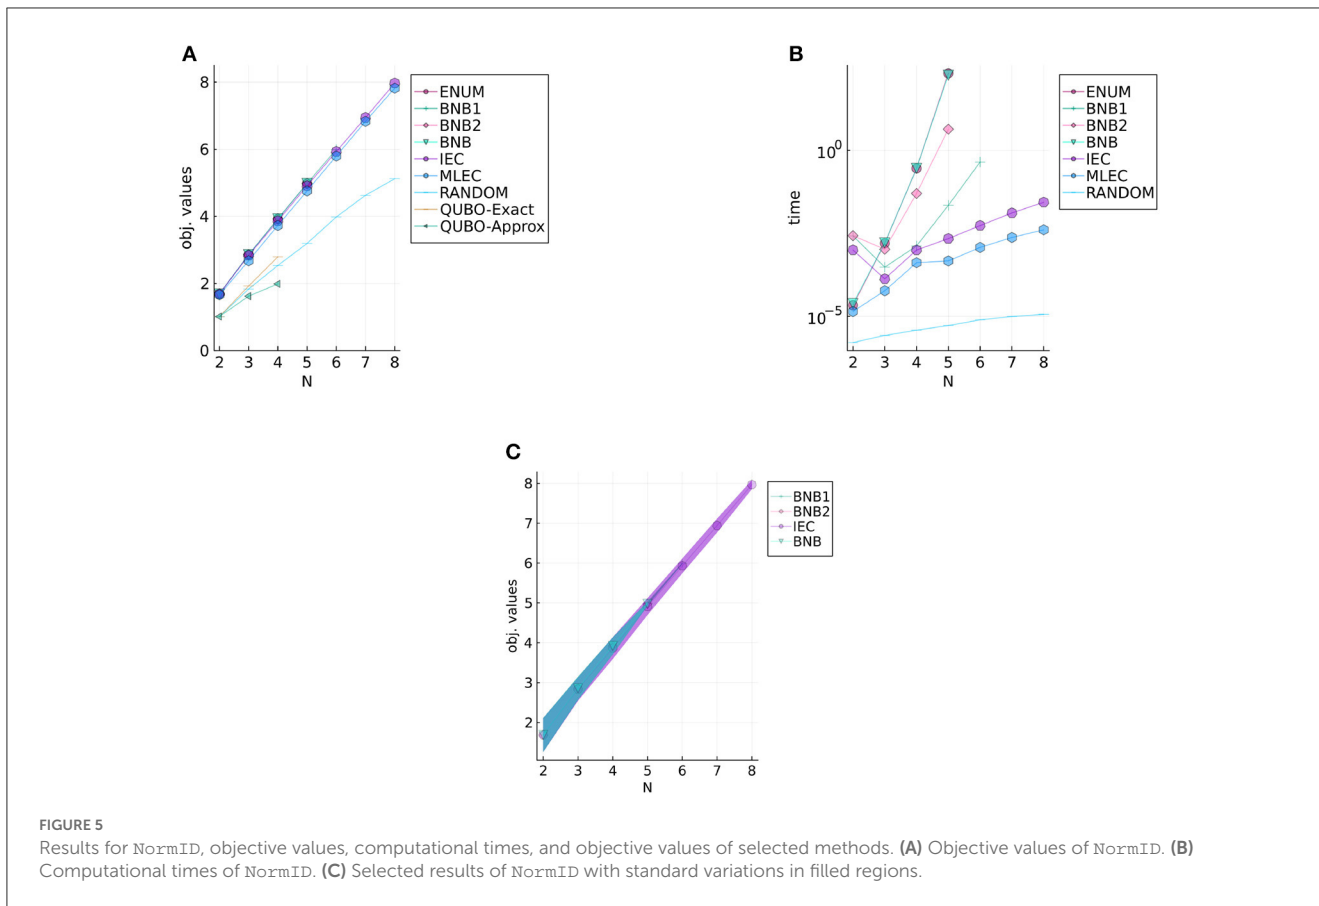 A
obj. values
8
6
4
2
0
2 3 4 5 6 7 8
N
ENUM
BNB1
BNB2
BNB
IEC
MLEC
RANDOM
QUBO-Exact
QUBO-Approx
B
time
10⁰
10⁻⁵
2 3 4 5 6 7 8
N
ENUM
BNB1
BNB2
BNB
IEC
MLEC
RANDOM
C
obj. values
8
7
6
5
4
3
2
2 3 4 5 6 7 8
N
BNB1
BNB2
IEC
BNB
FIGURE 5
Results for NormID, objective values, computational times, and objective values of selected methods. (A) Objective values of NormID. (B)
Computational times of NormID. (C) Selected results of NormID with standard variations in filled regions.